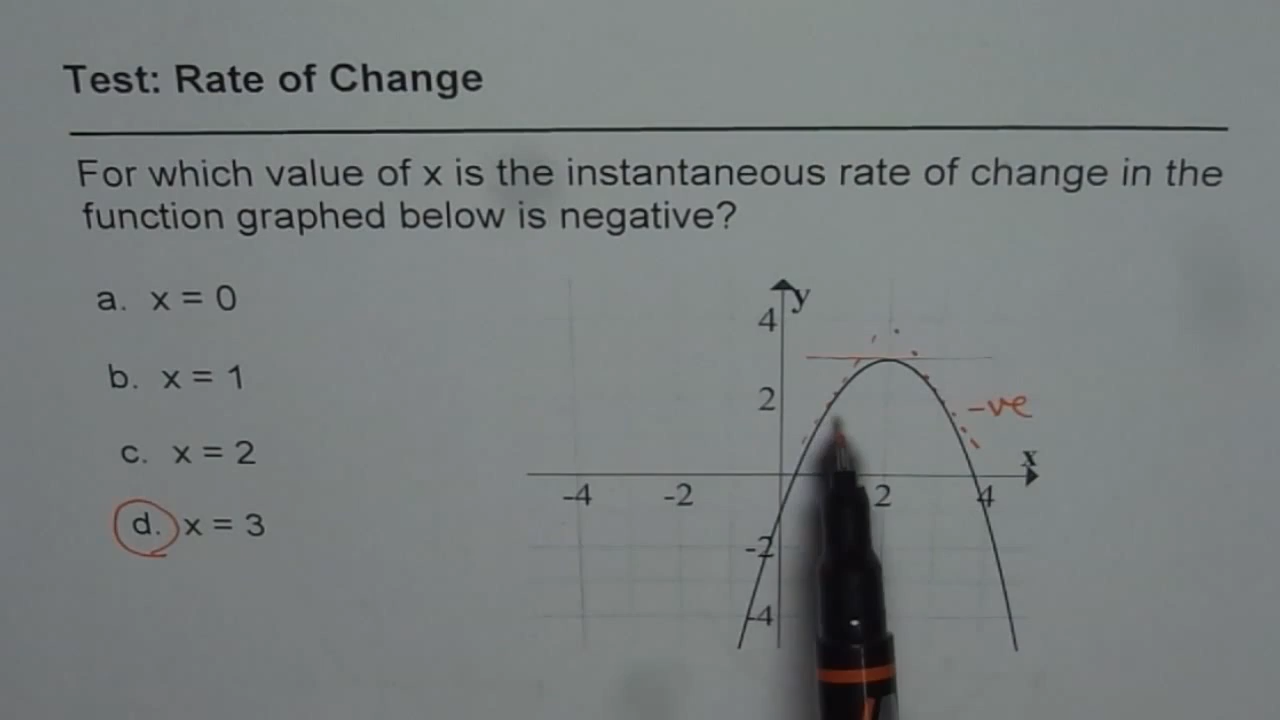 Test: Rate of Change
For which value of x is the instantaneous rate of change in the
function graphed below is negative?
a. x = 0
b. x = 1
c. x = 2
d. x = 3
y
4
2
-ve
x
-4 -2 2 4
-2
-4